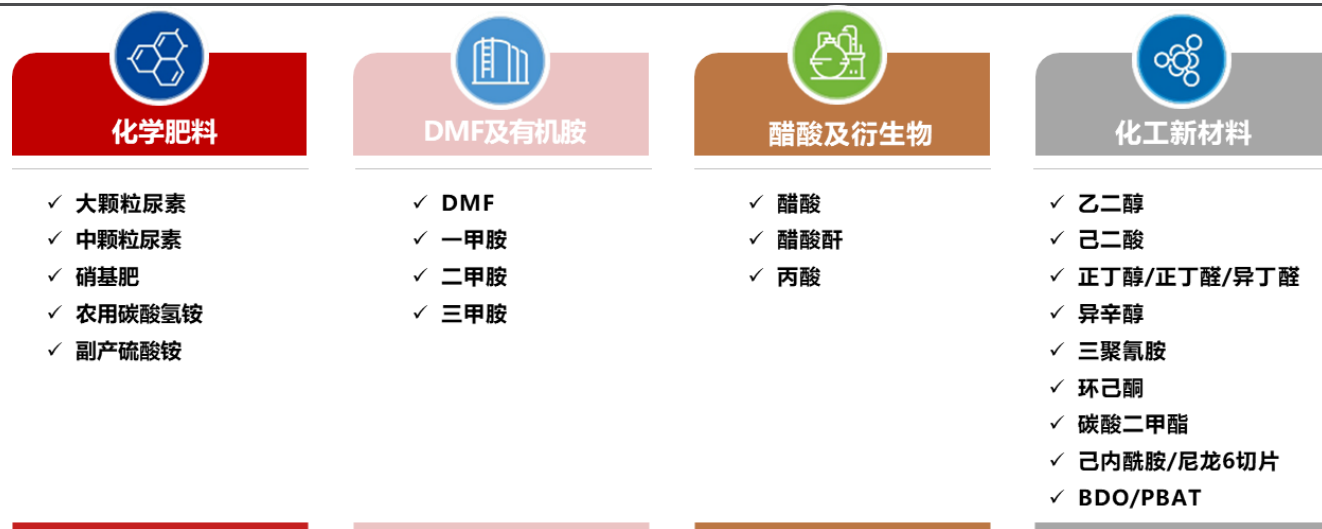 化学肥料
大颗粒尿素
中颗粒尿素
硝基肥
农用碳酸氢铵
副产硫酸铵
DMF及有机胺
DMF
一甲胺
二甲胺
三甲胺
醋酸及衍生物
醋酸
醋酸酐
丙酸
化工新材料
乙二醇
己二酸
正丁醇/正丁醛/异丁醛
异辛醇
三聚氰胺
环己酮
碳酸二甲酯
己内酰胺/尼龙6切片
BDO/PBAT